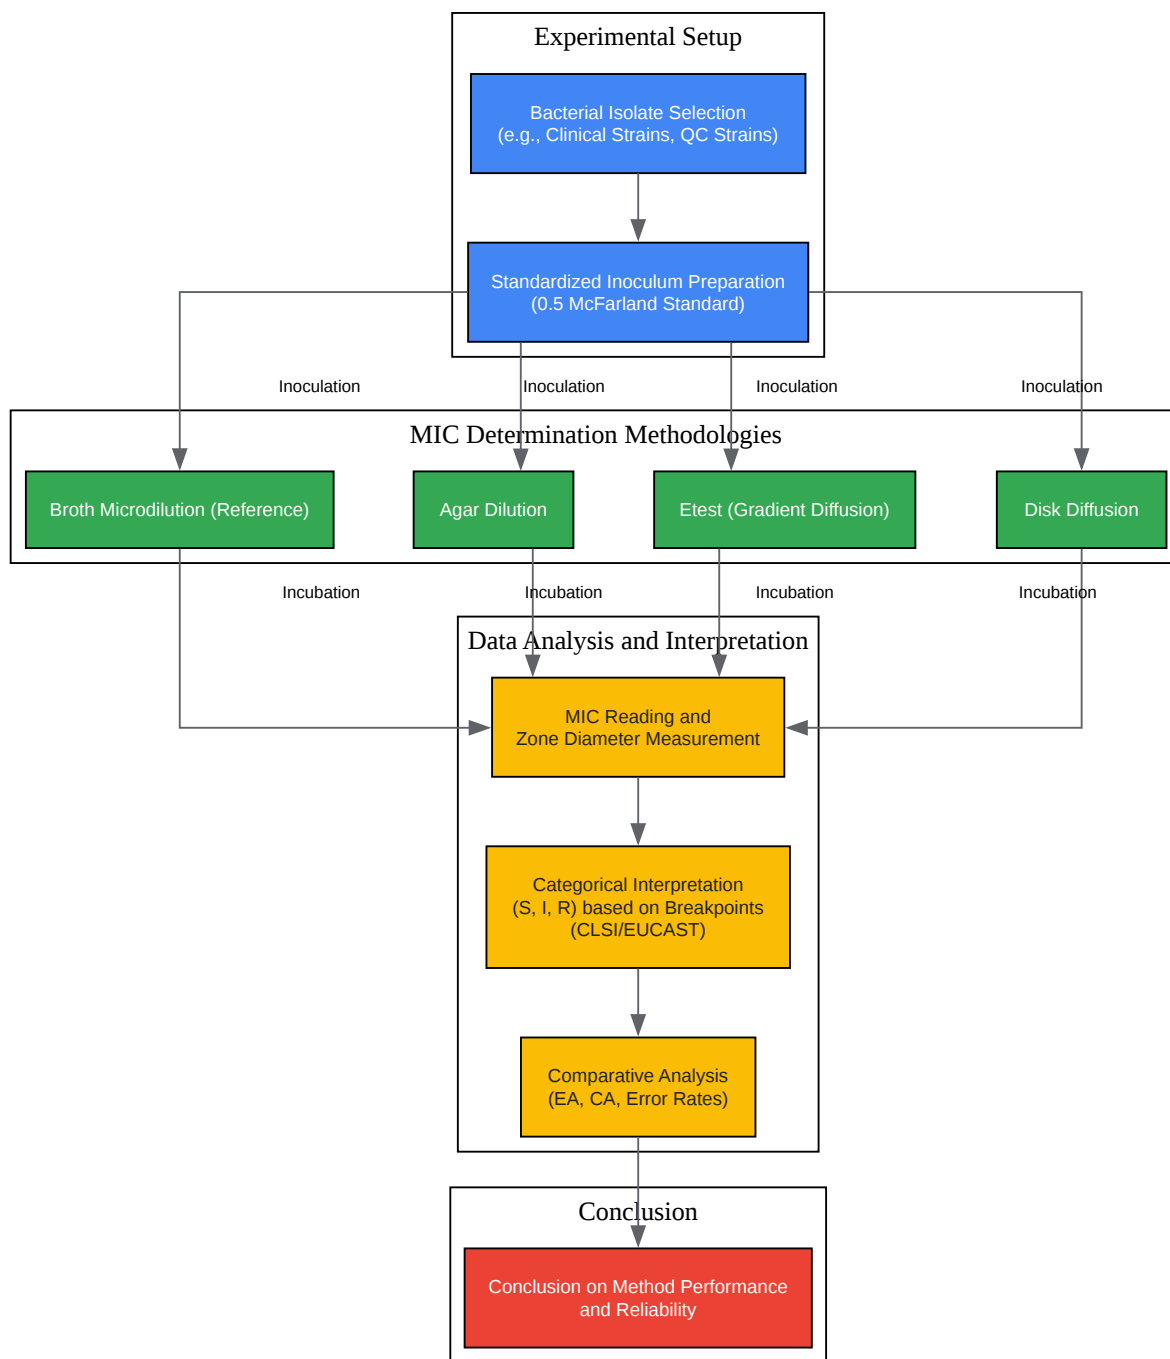 Experimental Setup
Bacterial Isolate Selection
(e.g., Clinical Strains, QC Strains)
Standardized Inoculum Preparation
(0.5 McFarland Standard)
Inoculation
Inoculation
Inoculation
Inoculation
MIC Determination Methodologies
Broth Microdilution (Reference)
Agar Dilution
Etest (Gradient Diffusion)
Disk Diffusion
Incubation
Incubation
Incubation
Incubation
Data Analysis and Interpretation
MIC Reading and
Zone Diameter Measurement
Categorical Interpretation
(S, I, R) based on Breakpoints
(CLSI/EUCAST)
Comparative Analysis
(EA, CA, Error Rates)
Conclusion
Conclusion on Method Performance
and Reliability